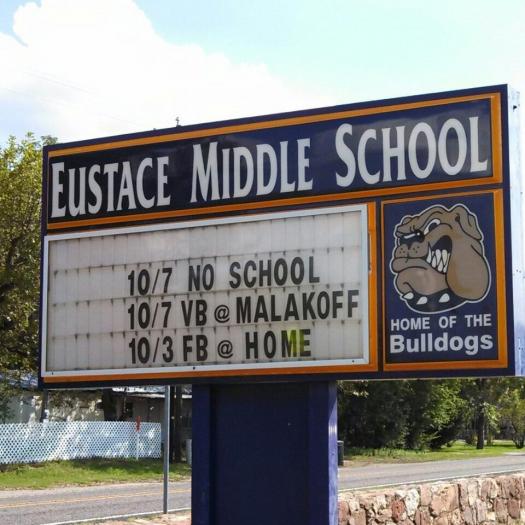 EUSTACE MIDDLE SCHOOL
10/7 NO SCHOOL
10/7 VB @ MALAKOFF
10/3 FB @ HOME
HOME OF THE
Bulldogs